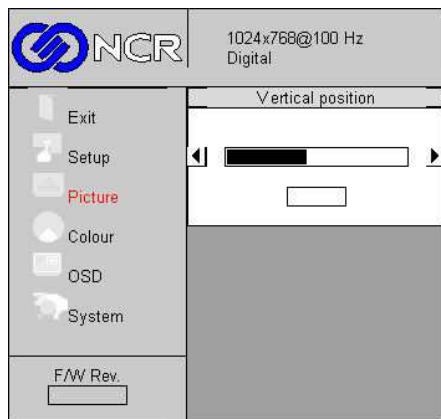 NCR
1024x768@100 Hz
Digital
Vertical position
Exit
Setup
Picture
Colour
OSD
System
F/W Rev.